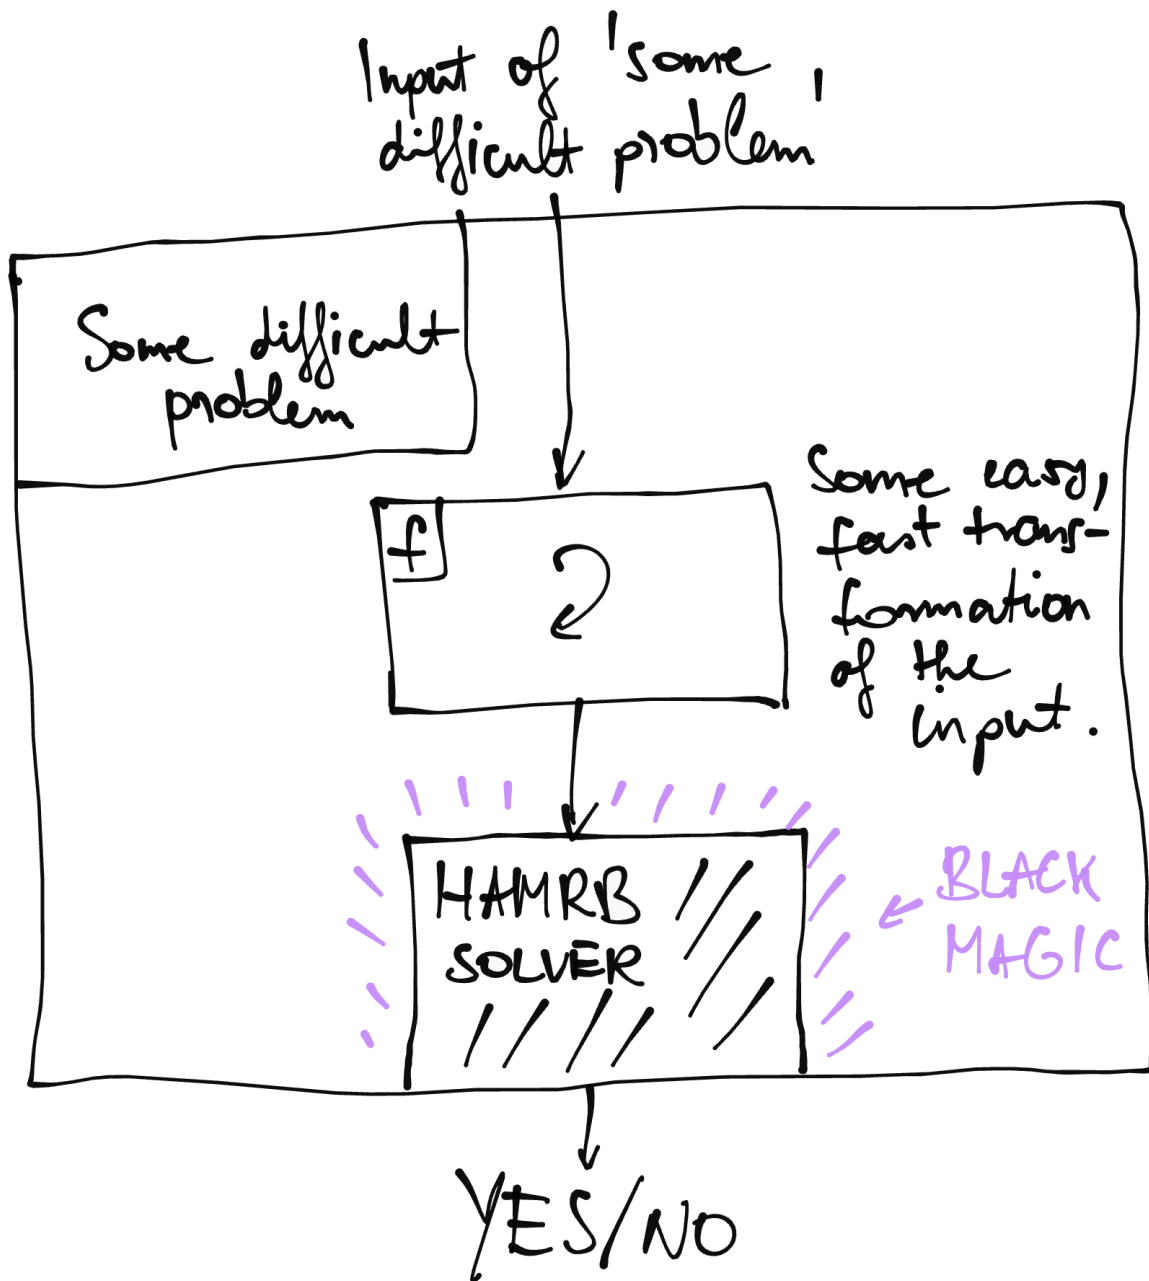 Input of 'some
difficult problem'
Some difficult
problem
f
Some easy,
fast trans-
formation
of the
input.
HAMRB
SOLVER
BLACK
MAGIC
YES/NO